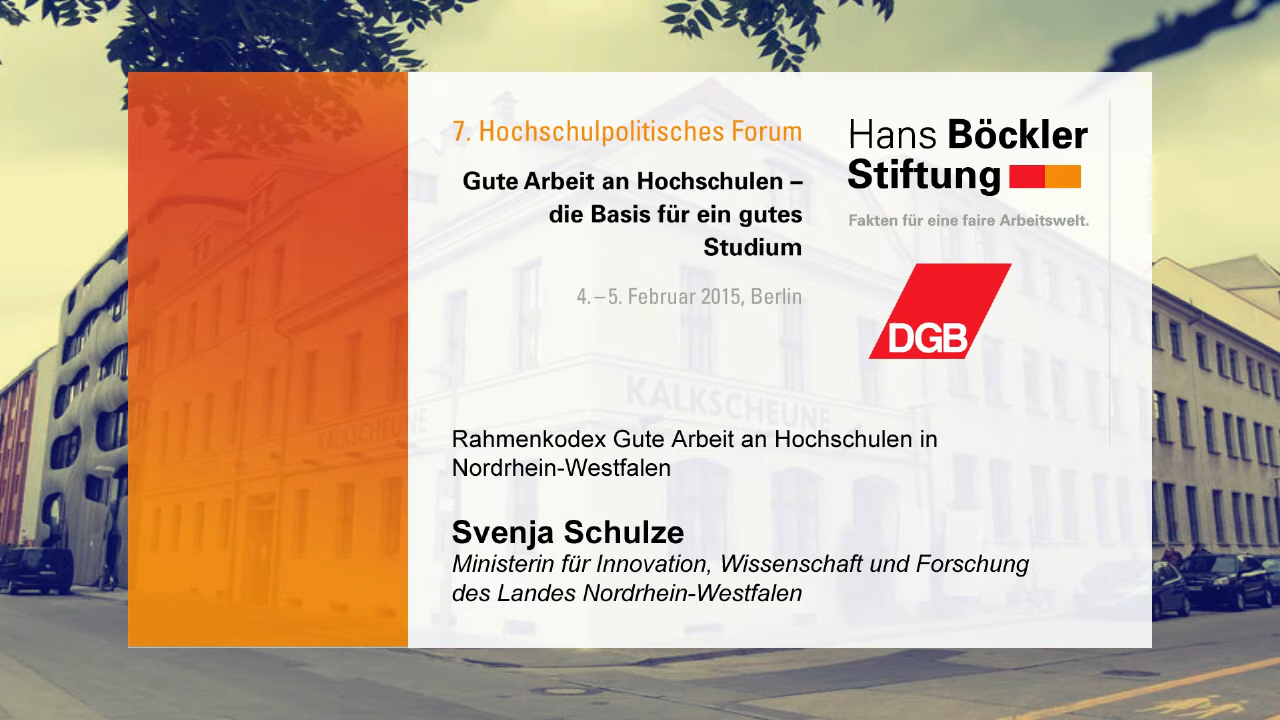 7. Hochschulpolitisches Forum
Gute Arbeit an Hochschulen –
die Basis für ein gutes
Studium
4. – 5. Februar 2015, Berlin
Hans Böckler
Stiftung
Fakten für eine faire Arbeitswelt.
DGB
KALKSCHEUNE
KALKSCHEUNE
Rahmenkodex Gute Arbeit an Hochschulen in
Nordrhein-Westfalen
Svenja Schulze
Ministerin für Innovation, Wissenschaft und Forschung
des Landes Nordrhein-Westfalen